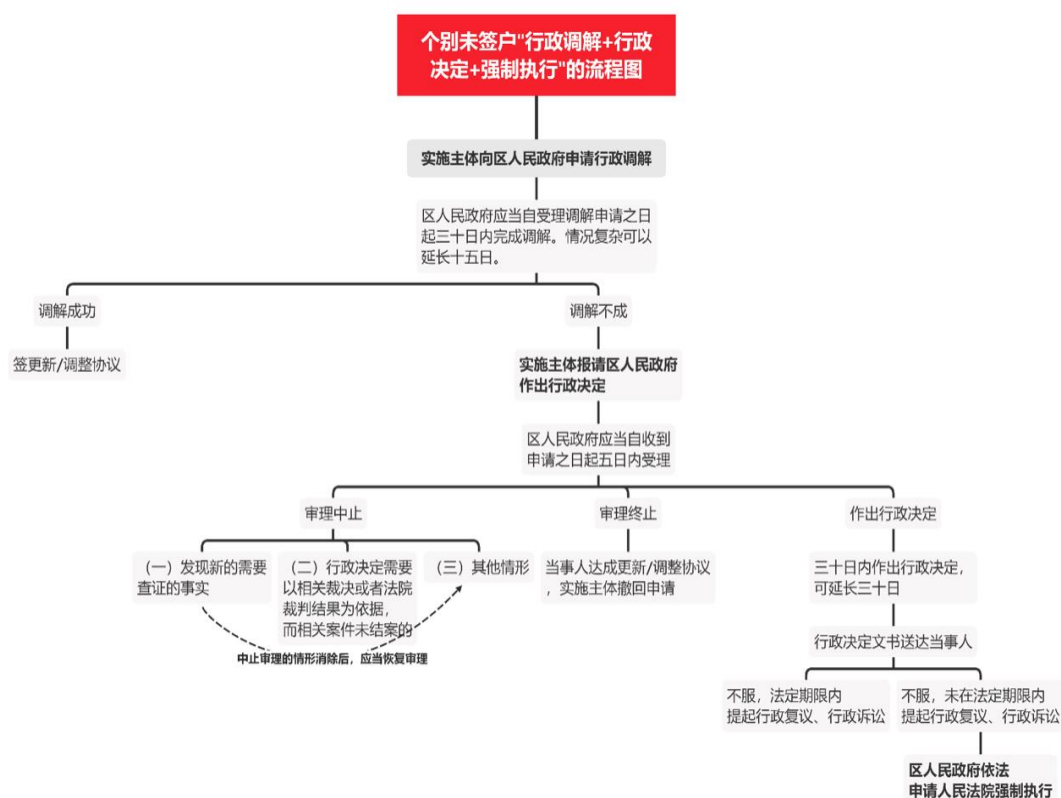 个别未签户"行政调解+行政
决定+强制执行"的流程图
实施主体向区人民政府申请行政调解
区人民政府应当自受理调解申请之日
起三十日内完成调解。情况复杂可以
延长十五日。
调解成功
调解不成
签更新/调整协议
实施主体报请区人民政府
作出行政决定
区人民政府应当自收到
申请之日起五日内受理
审理中止
审理终止
作出行政决定
（一）发现新的需要
查证的事实
（二）行政决定需要
以相关裁决或者法院
裁判结果为依据，
而相关案件未结案的
（三）其他情形
当事人达成更新/调整协议
，实施主体撤回申请
三十日内作出行政决定，
可延长三十日
中止审理的情形消除后，应当恢复审理
行政决定文书送达当事人
不服，法定期限内
提起行政复议、行政诉讼
不服，未在法定期限内
提起行政复议、行政诉讼
区人民政府依法
申请人民法院强制执行